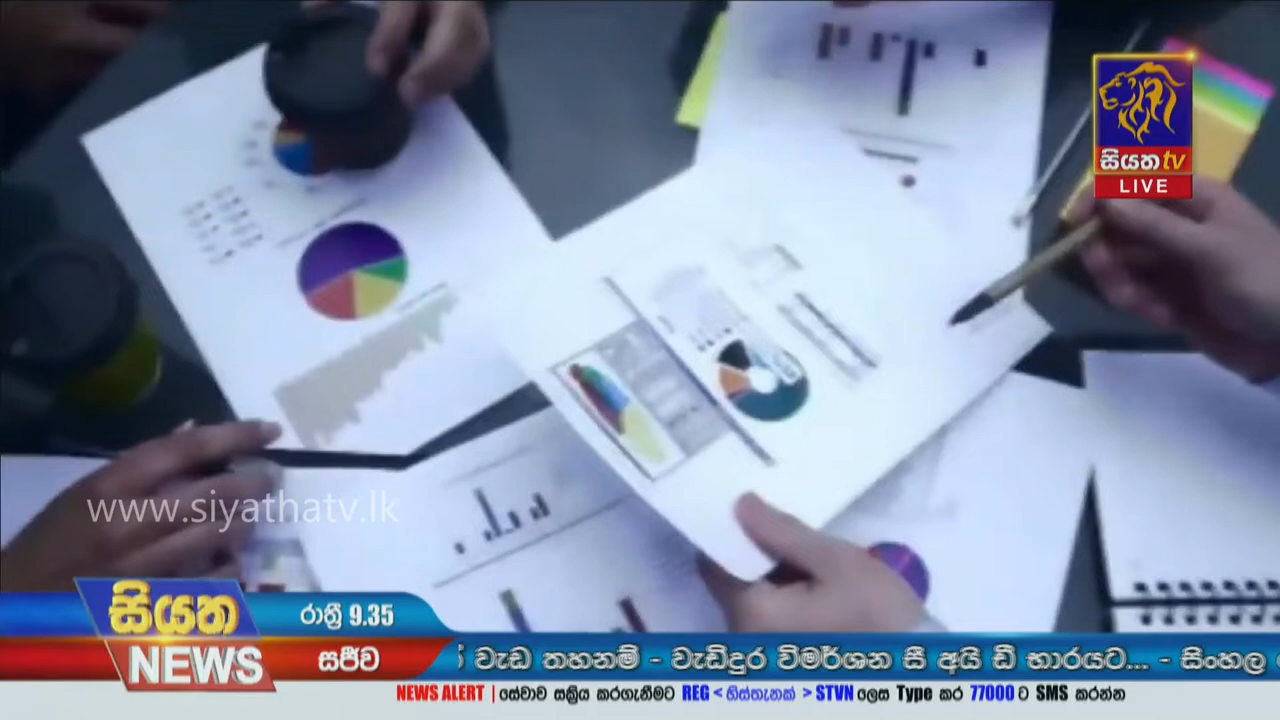 සියත tv
LIVE
www.siyathatv.lk
සියත
NEWS
රාත්‍රී 9.35
සජීව
වැඩ තහනම් - වැඩිදුර විමර්ශන සී අයි ඩී භාරයට... - සිංහල
NEWS ALERT | සේවාව සක්‍රිය කරගැනීමට REG < හිස්තැනක් > STVN ලෙස Type කර 77000 ට SMS කරන්න